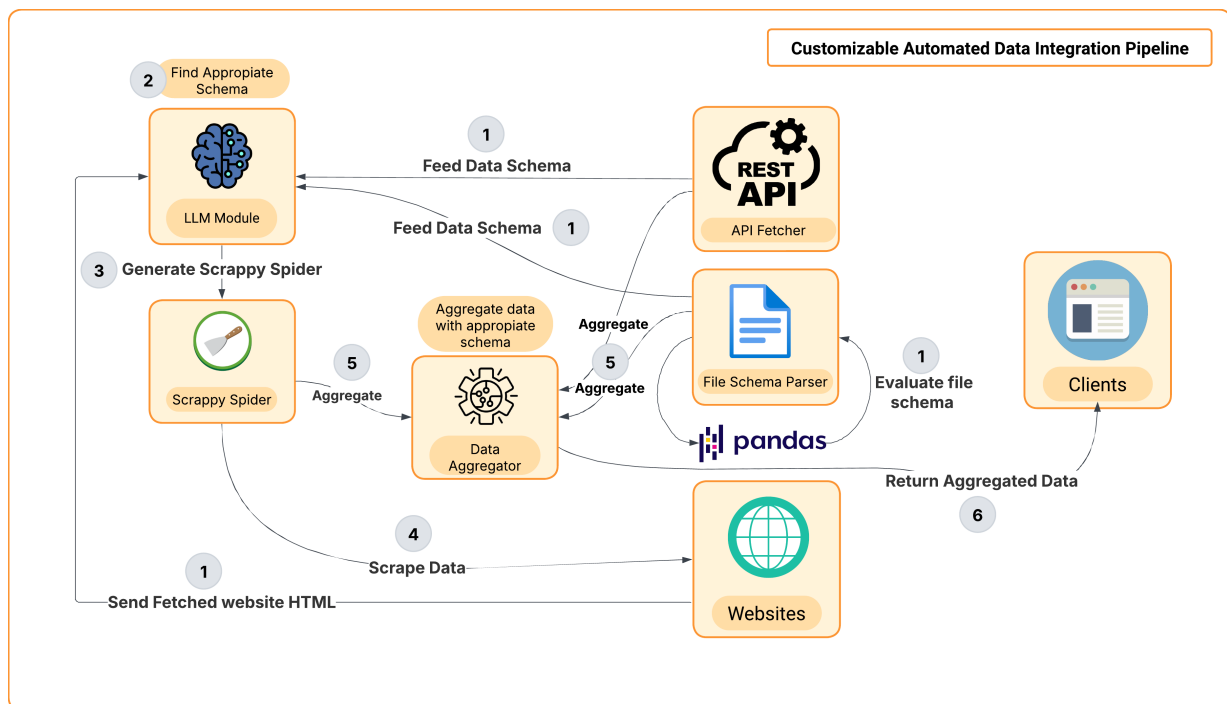 Customizable Automated Data Integration Pipeline
2
Find Appropiate
Schema
LLM Module
1
Feed Data Schema
REST
API
API Fetcher
Feed Data Schema
1
3
Generate Scrappy Spider
Scrappy Spider
Aggregate data
with appropiate
schema
Aggregate
5
Aggregate
5
Aggregate
Data
Aggregator
File Schema Parser
1
Evaluate file
schema
pandas
Clients
Return Aggregated Data
6
4
Scrape Data
1
Send Fetched website HTML
Websites